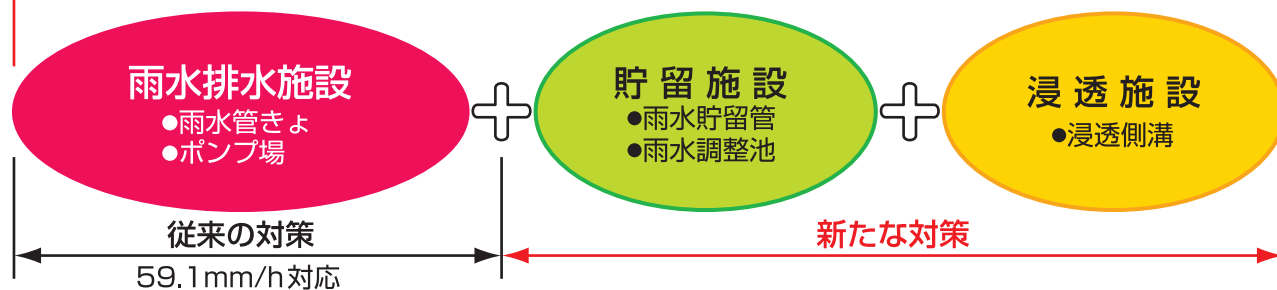 雨水排水施設
●雨水管きょ
●ポンプ場
貯留施設
●雨水貯留管
●雨水調整池
浸透施設
●浸透側溝
従来の対策
59.1mm/h対応
新たな対策